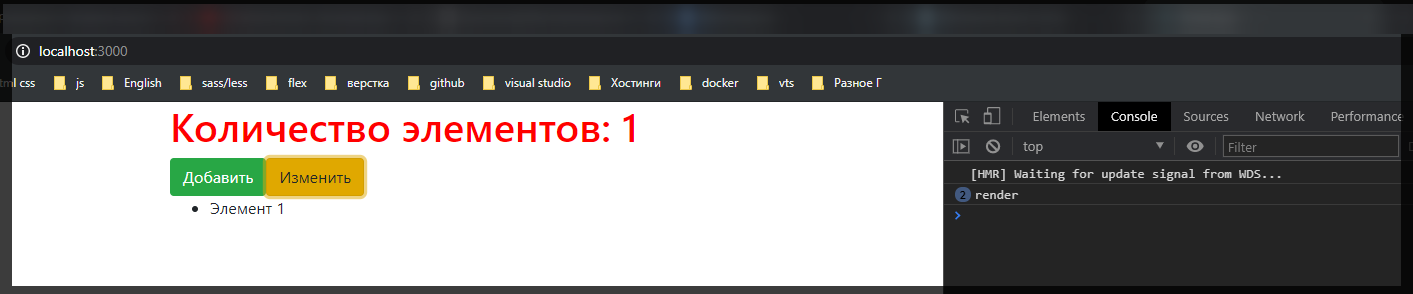 localhost:3000
tml css js English sass/less flex верстка github visual studio Хостинги docker vts Разное Г
Количество элементов: 1
Добавить Изменить
• Элемент 1
Elements Console Sources Network Performance
top Filter
[HMR] Waiting for update signal from WDS...
2 render